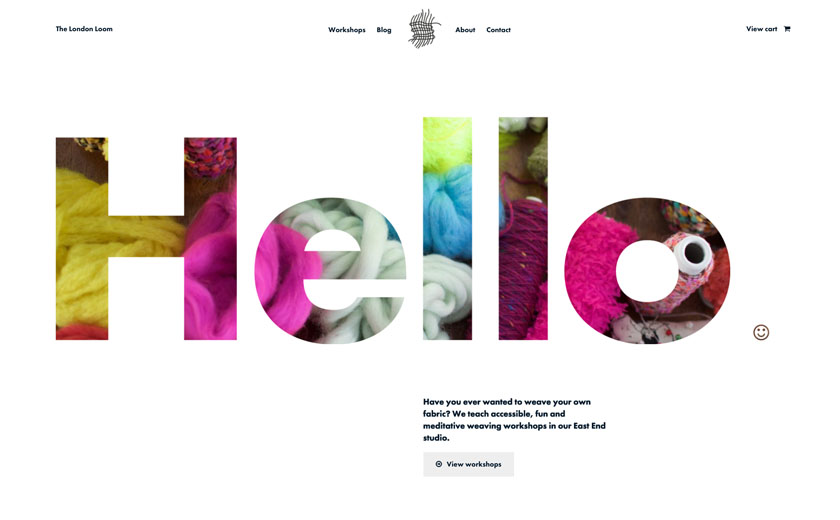 The London Loom
Workshops Blog About Contact
View cart
Hello
Have you ever wanted to weave your own
fabric? We teach accessible, fun and
meditative weaving workshops in our East End
studio.
View workshops